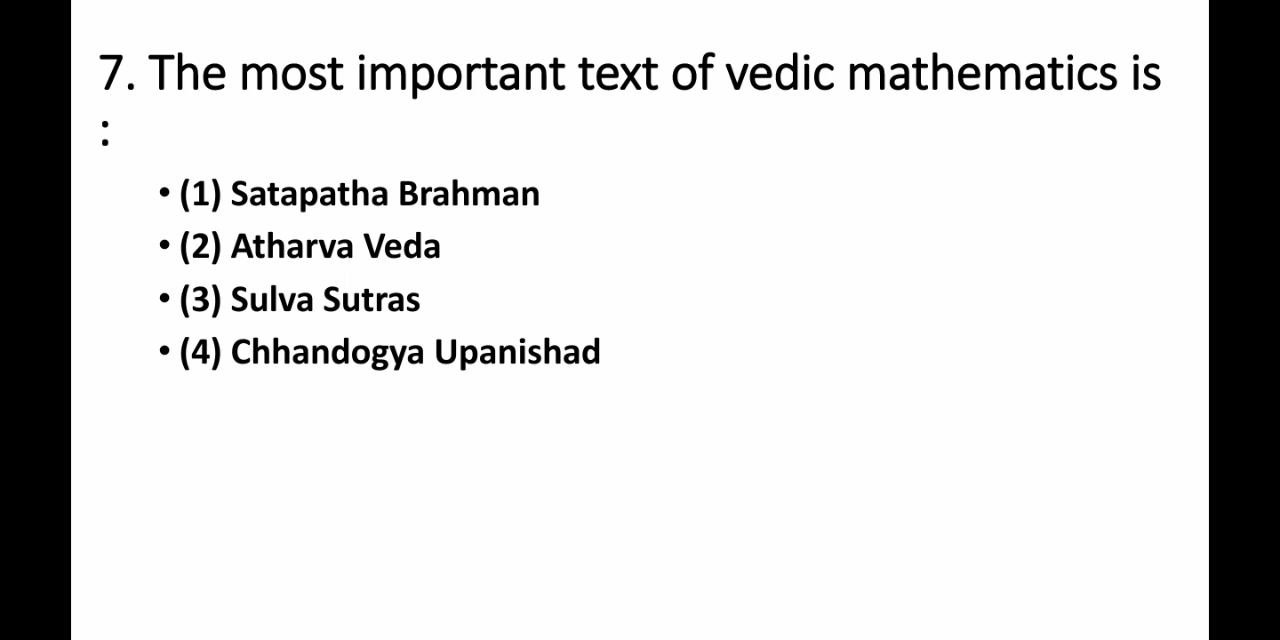 7. The most important text of vedic mathematics is
:
• (1) Satapatha Brahman
• (2) Atharva Veda
• (3) Sulva Sutras
• (4) Chhandogya Upanishad